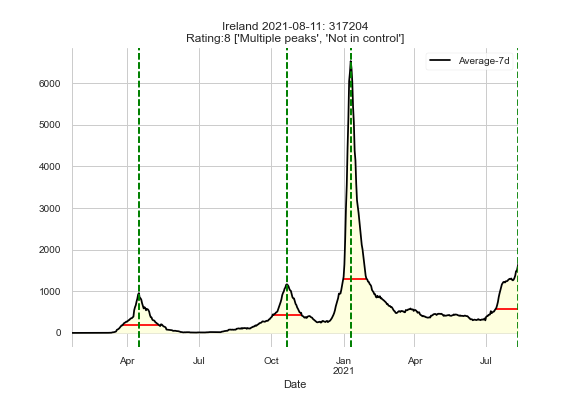 Ireland 2021-08-11: 317204
Rating:8 ['Multiple peaks', 'Not in control']
Average-7d
6000
5000
4000
3000
2000
1000
0
Apr Jul Oct Jan Apr Jul
2021
Date